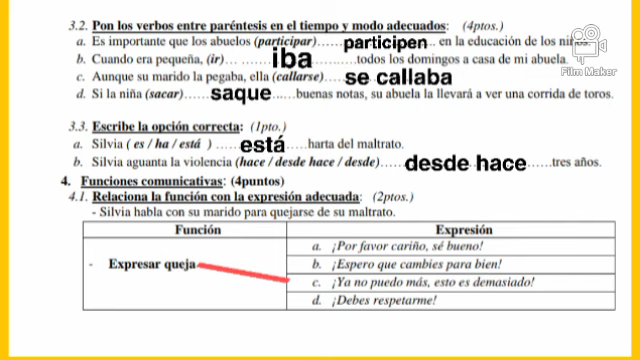 3.2. Pon los verbos entre paréntesis en el tiempo y modo adecuados: (4ptos.)
a. Es importante que los abuelos (participar)......participen... en la educación de los niños.
b. Cuando era pequeña, (ir)... iba ...todos los domingos a casa de mi abuela.
c. Aunque su marido la pegaba, ella (callarse)....se callaba
d. Si la niña (sacar)......saque......buenas notas, su abuela la llevará a ver una corrida de toros.
3.3. Escribe la opción correcta: (1pto.)
a. Silvia ( es / ha / está ) ......está.....harta del maltrato.
b. Silvia aguanta la violencia (hace / desde hace / desde)......desde hace......tres años.
4. Funciones comunicativas: (4puntos)
4.1. Relaciona la función con la expresión adecuada: (2ptos.)
- Silvia habla con su marido para quejarse de su maltrato.
Función Expresión
- Expresar queja
a. ¡Por favor cariño, sé bueno!
b. ¡Espero que cambies para bien!
c. ¡Ya no puedo más, esto es demasiado!
d. ¡Debes respetarme!
Film Maker